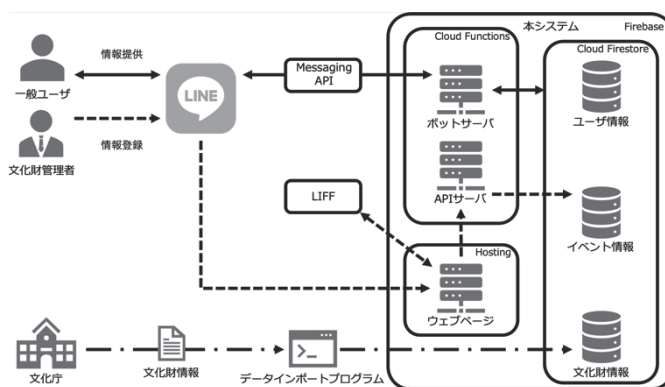 本システム
Firebase
Cloud Functions
Cloud Firestore
情報提供
Messaging
API
一般ユーザ
LINE
ボットサーバ
ユーザ情報
情報登録
文化財管理者
LIFF
APIサーバ
イベント情報
Hosting
ウェブページ
>_
文化庁
文化財情報
データインポートプログラム
文化財情報